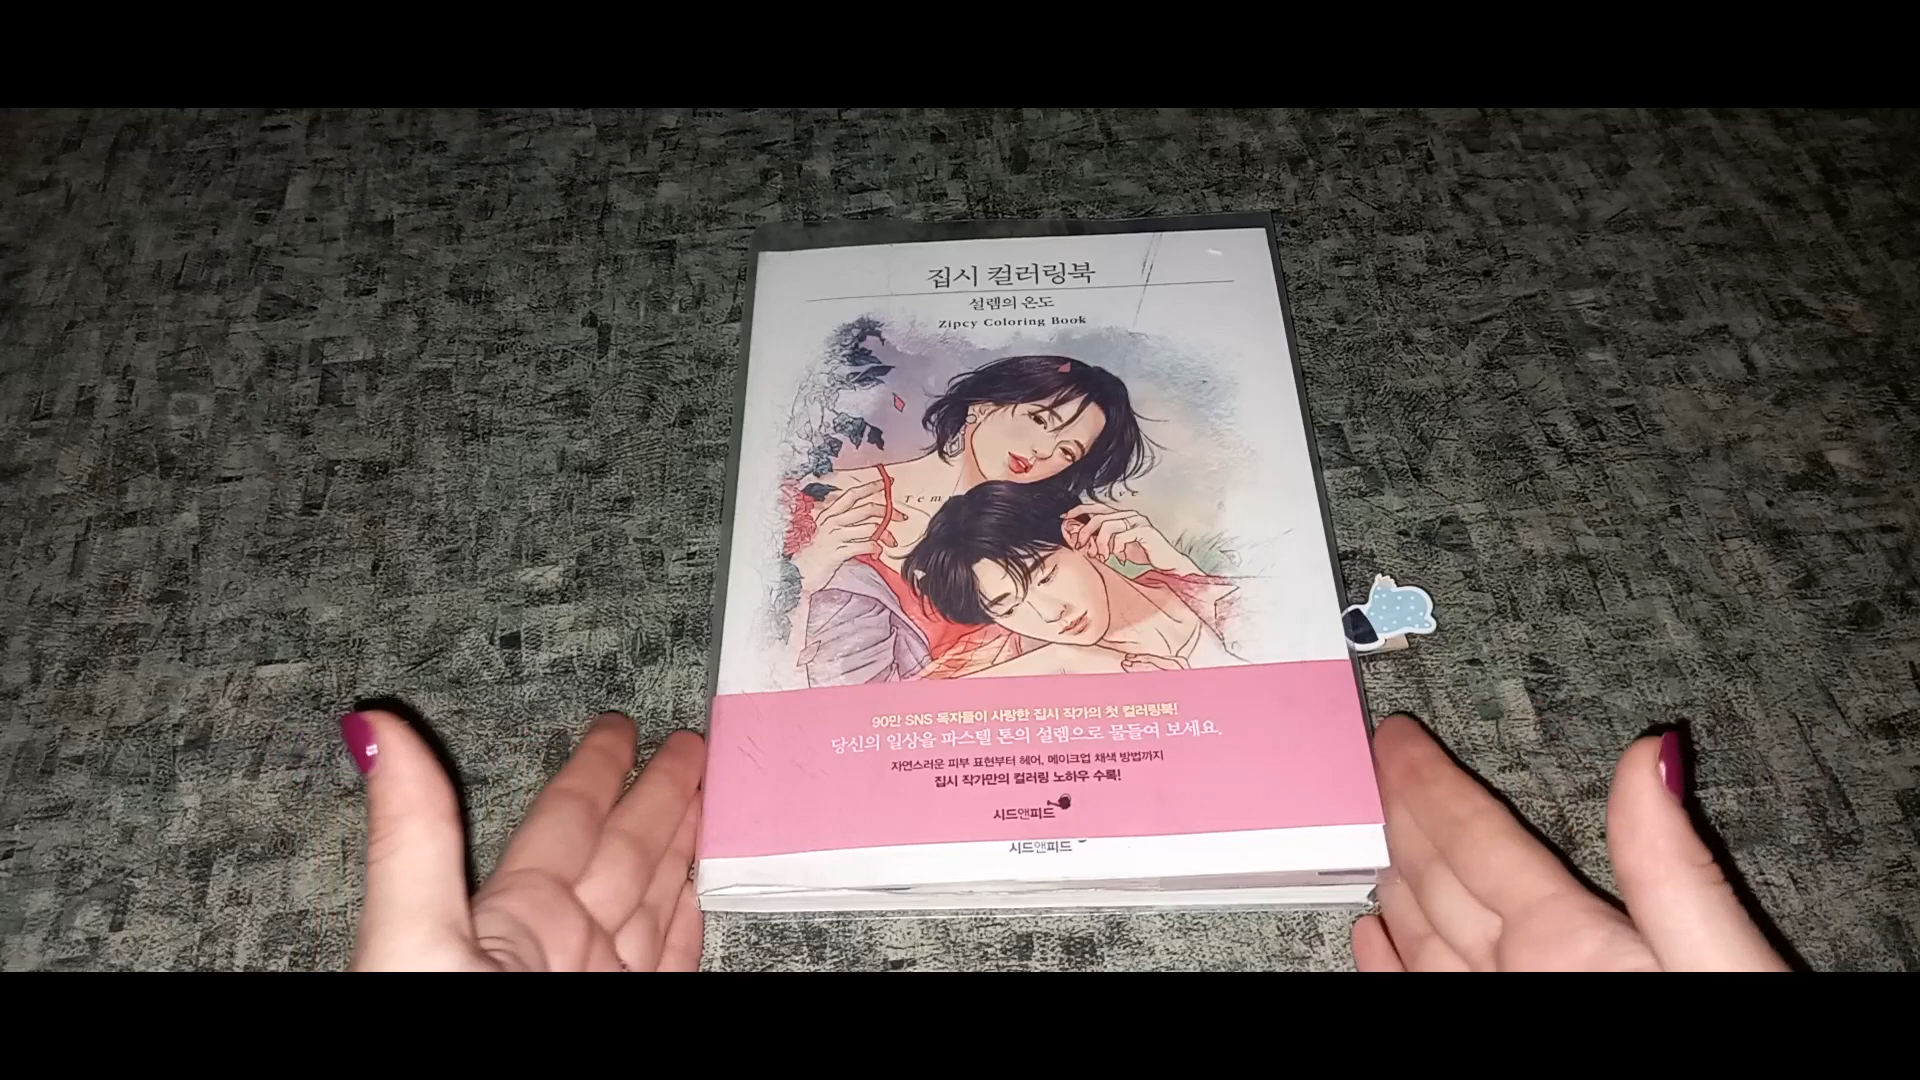 집시 컬러링북
설렘의 온도
Zipcy Coloring Book
90만 SNS 독자들이 사랑한 집시 작가의 첫 컬러링북!
당신의 일상을 파스텔 톤의 설렘으로 물들여 보세요.
자연스러운 피부 표현부터 헤어, 메이크업 채색 방법까지
집시 작가만의 컬러링 노하우 수록!
시드앤피드
시드앤피드